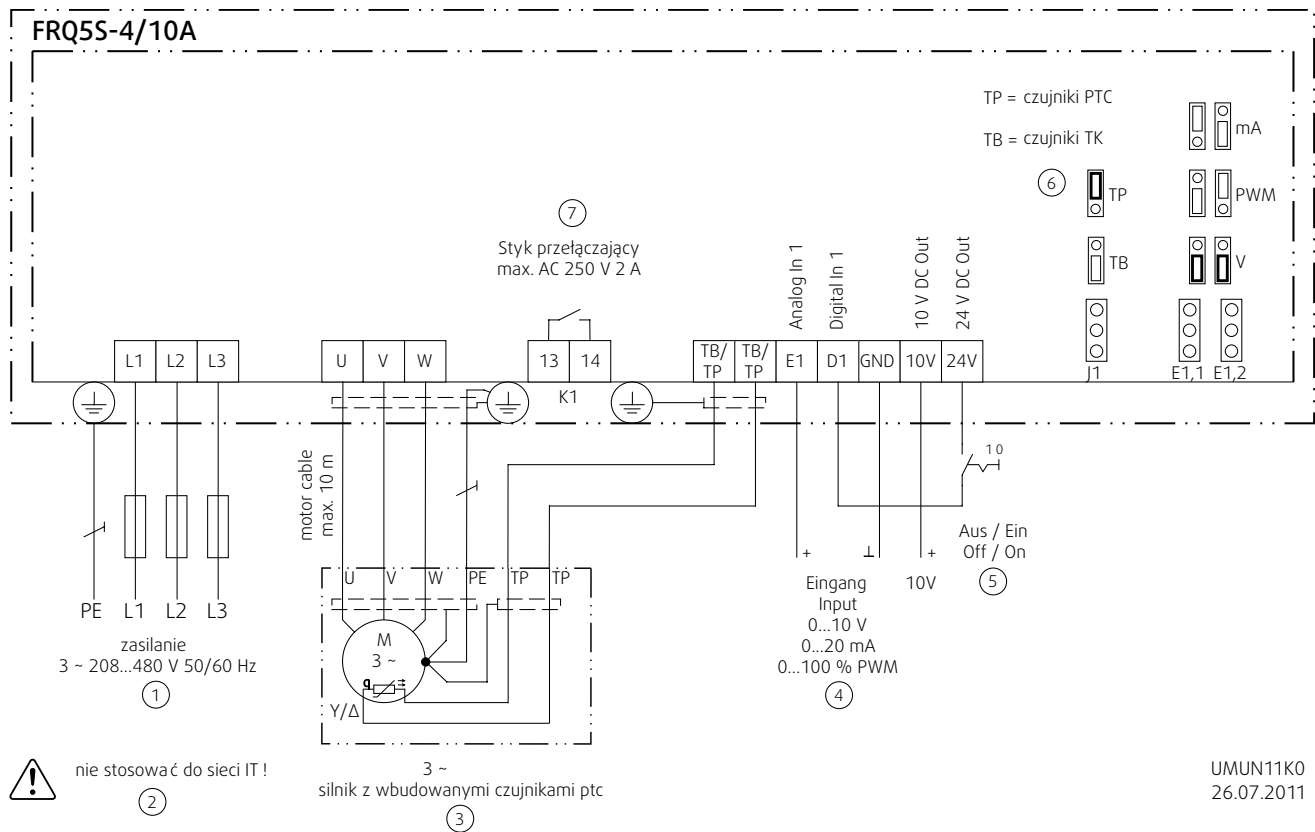 FRQ5S-4/10A
TP = czujniki PTC
TB = czujniki TK
6
mA
TP
PWM
TB
V
7
Styk przełączający
max. AC 250 V 2 A
Analog In 1
Digital In 1
10 V DC Out
24 V DC Out
L1 L2 L3
U V W
13 14
TB/TP TB/TP E1 D1 GND 10V 24V
K1
J1
E1,1 E1,2
motor cable
max. 10 m
1 0
Aus / Ein
Off / On
5
+ ⊥ +
Eingang
Input
0...10 V
0...20 mA
0...100 % PWM
4
10V
U V W PE TP TP
M
3 ~
Y/Δ
PE L1 L2 L3
zasilanie
3 ~ 208...480 V 50/60 Hz
1
nie stosować do sieci IT !
2
3 ~
silnik z wbudowanymi czujnikami ptc
3
UMUN11K0
26.07.2011